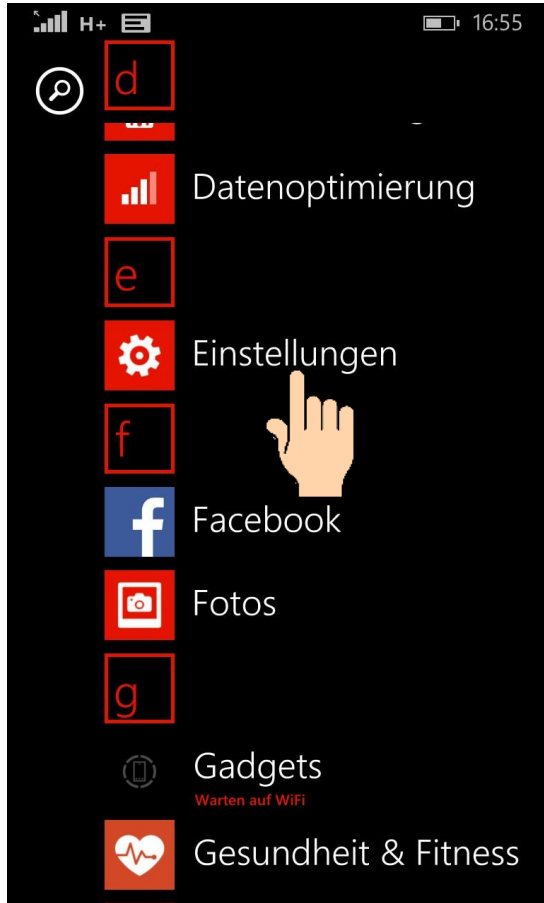 H+ 16:55
d
Datenoptimierung
e
Einstellungen
f
Facebook
Fotos
g
Gadgets
Warten auf WiFi
Gesundheit & Fitness